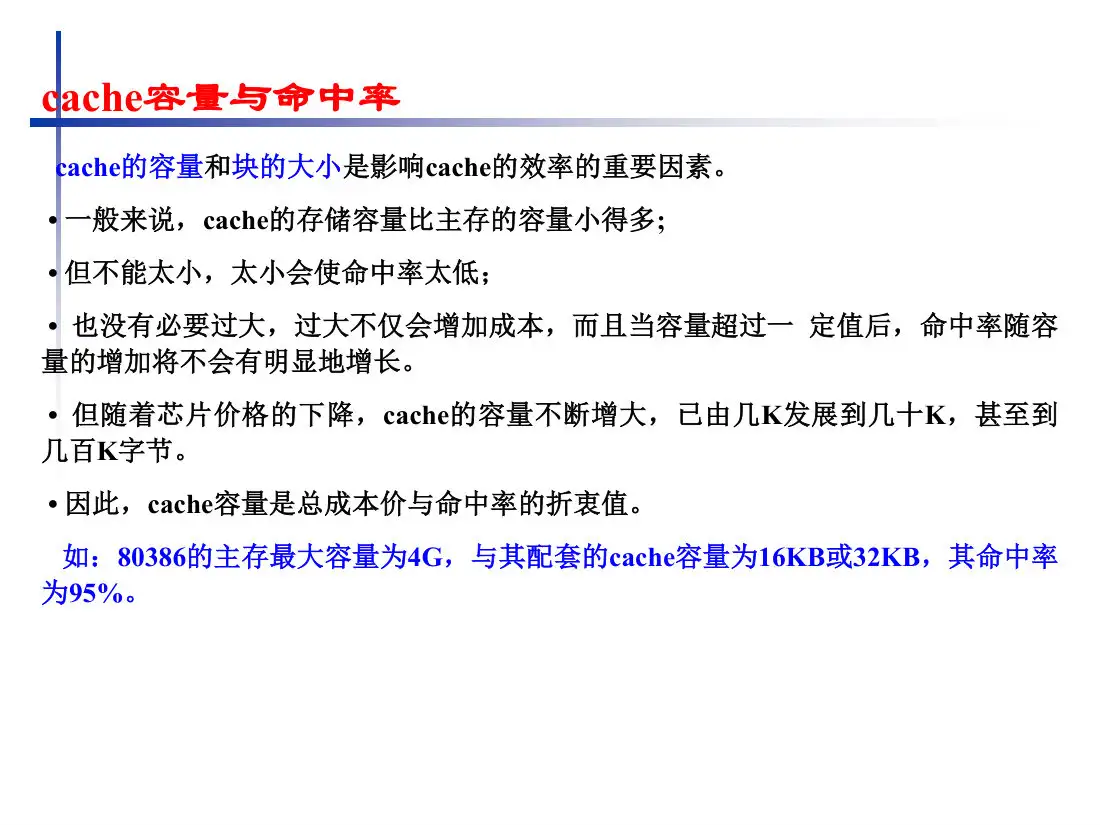 cache容量与命中率
cache的容量和块的大小是影响cache的效率的重要因素。
• 一般来说，cache的存储容量比主存的容量小得多；
• 但不能太小，太小会使命中率太低；
• 也没有必要过大，过大不仅会增加成本，而且当容量超过一 定值后，命中率随容
量的增加将不会有明显地增长。
• 但随着芯片价格的下降，cache的容量不断增大，已由几K发展到几十K，甚至到
几百K字节。
• 因此，cache容量是总成本价与命中率的折衷值。
如：80386的主存最大容量为4G，与其配套的cache容量为16KB或32KB，其命中率
为95%。